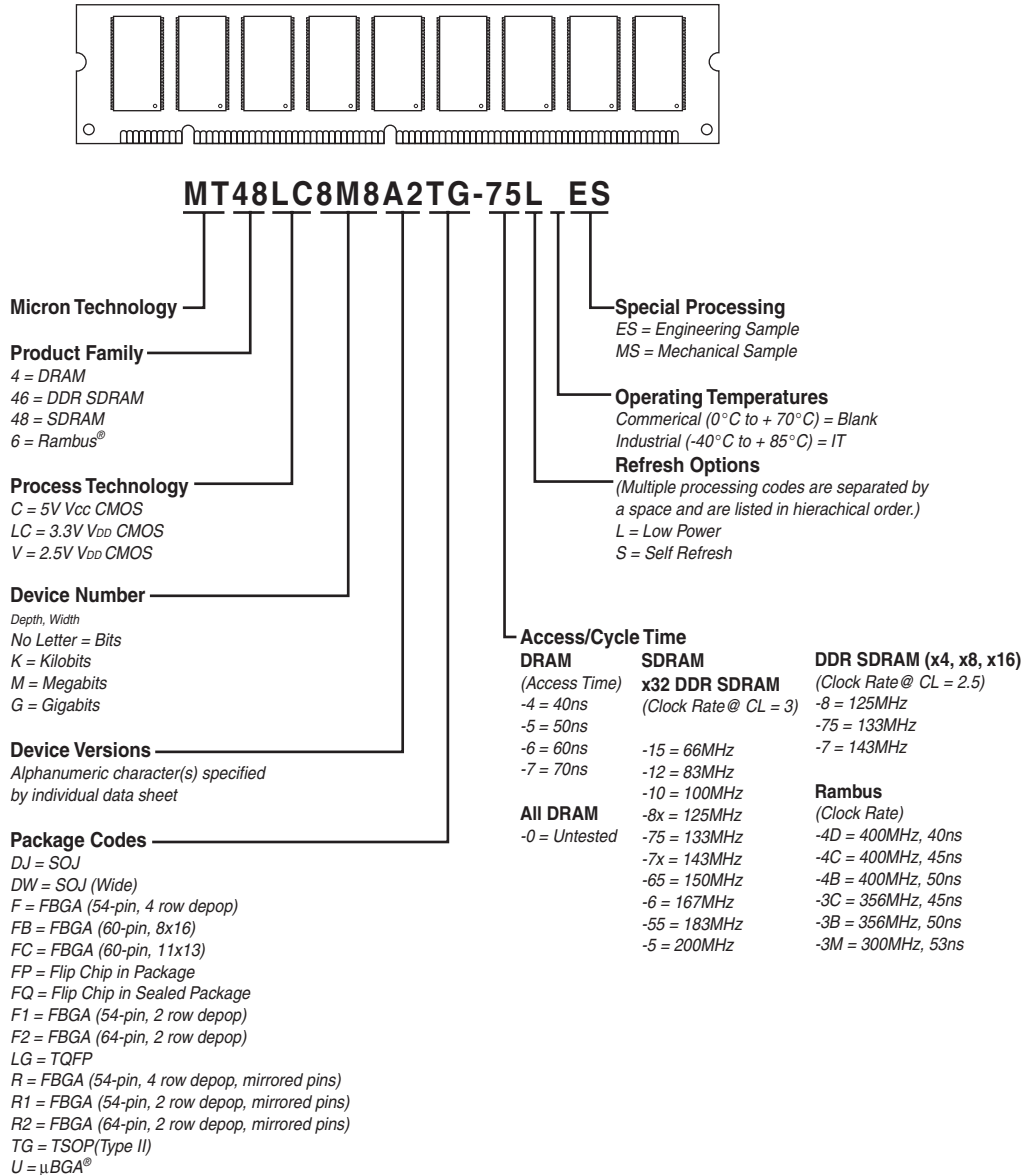 MT48LC8M8A2TG-75L ES
Micron Technology
Product Family
4 = DRAM
46 = DDR SDRAM
48 = SDRAM
6 = Rambus®
Process Technology
C = 5V Vcc CMOS
LC = 3.3V VDD CMOS
V = 2.5V VDD CMOS
Device Number
Depth, Width
No Letter = Bits
K = Kilobits
M = Megabits
G = Gigabits
Device Versions
Alphanumeric character(s) specified
by individual data sheet
Package Codes
DJ = SOJ
DW = SOJ (Wide)
F = FBGA (54-pin, 4 row depop)
FB = FBGA (60-pin, 8x16)
FC = FBGA (60-pin, 11x13)
FP = Flip Chip in Package
FQ = Flip Chip in Sealed Package
F1 = FBGA (54-pin, 2 row depop)
F2 = FBGA (64-pin, 2 row depop)
LG = TQFP
R = FBGA (54-pin, 4 row depop, mirrored pins)
R1 = FBGA (54-pin, 2 row depop, mirrored pins)
R2 = FBGA (64-pin, 2 row depop, mirrored pins)
TG = TSOP(Type II)
U = µBGA®
Special Processing
ES = Engineering Sample
MS = Mechanical Sample
Operating Temperatures
Commerical (0°C to + 70°C) = Blank
Industrial (-40°C to + 85°C) = IT
Refresh Options
(Multiple processing codes are separated by
a space and are listed in hierachical order.)
L = Low Power
S = Self Refresh
Access/Cycle Time
DRAM
(Access Time)
-4 = 40ns
-5 = 50ns
-6 = 60ns
-7 = 70ns
All DRAM
-0 = Untested
SDRAM
x32 DDR SDRAM
(Clock Rate@ CL = 3)
-15 = 66MHz
-12 = 83MHz
-10 = 100MHz
-8x = 125MHz
-75 = 133MHz
-7x = 143MHz
-65 = 150MHz
-6 = 167MHz
-55 = 183MHz
-5 = 200MHz
DDR SDRAM (x4, x8, x16)
(Clock Rate@ CL = 2.5)
-8 = 125MHz
-75 = 133MHz
-7 = 143MHz
Rambus
(Clock Rate)
-4D = 400MHz, 40ns
-4C = 400MHz, 45ns
-4B = 400MHz, 50ns
-3C = 356MHz, 45ns
-3B = 356MHz, 50ns
-3M = 300MHz, 53ns